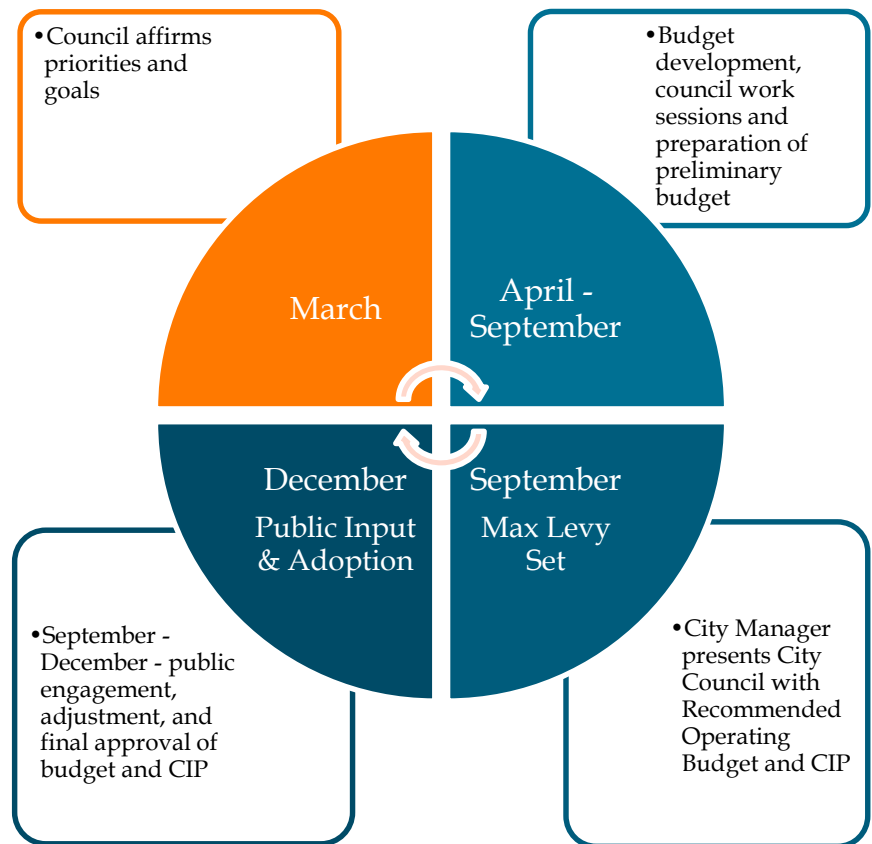 •Council affirms
priorities and
goals
•Budget
development,
council work
sessions and
preparation of
preliminary
budget
March
April -
September
December
Public Input
& Adoption
September
Max Levy
Set
•September -
December - public
engagement,
adjustment, and
final approval of
budget and CIP
•City Manager
presents City
Council with
Recommended
Operating
Budget and CIP